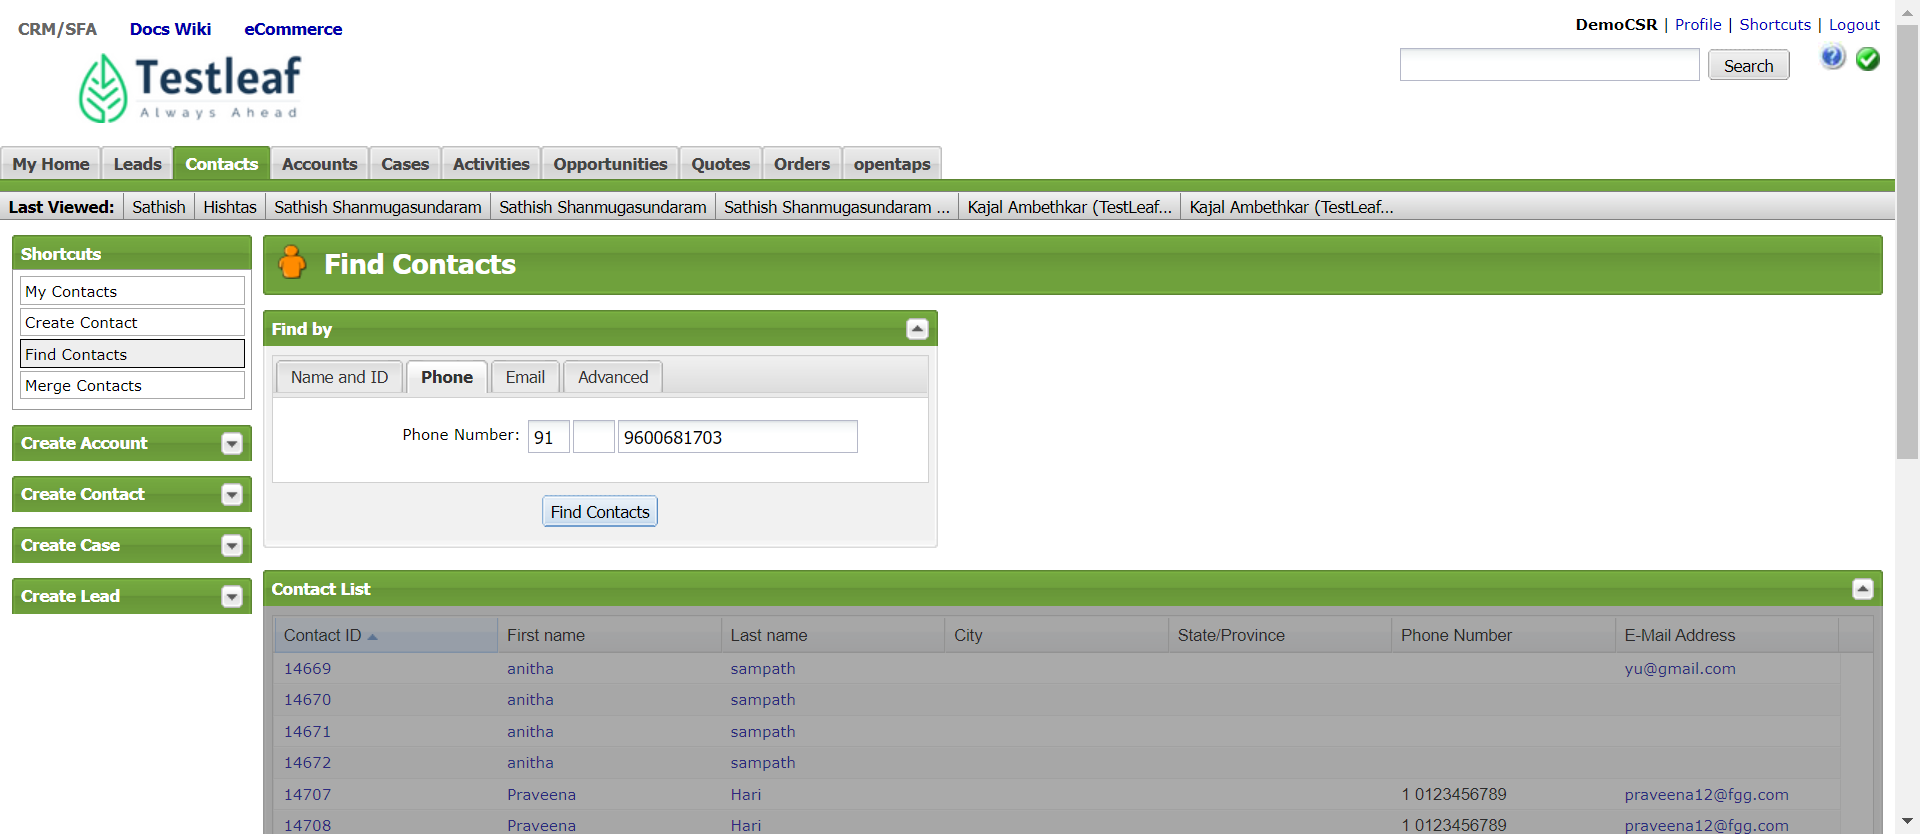 CRM/SFA Docs Wiki eCommerce
DemoCSR | Profile | Shortcuts | Logout
Testleaf
Always Ahead
Search
My Home Leads Contacts Accounts Cases Activities Opportunities Quotes Orders opentaps
Last Viewed: Sathish Hishtas Sathish Shanmugasundaram Sathish Shanmugasundaram Sathish Shanmugasundaram ... Kajal Ambethkar (TestLeaf... Kajal Ambethkar (TestLeaf...
Shortcuts
My Contacts
Create Contact
Find Contacts
Merge Contacts
Create Account
Create Contact
Create Case
Create Lead
Find Contacts
Find by
Name and ID Phone Email Advanced
Phone Number: 91 9600681703
Find Contacts
Contact List
Contact ID First name Last name City State/Province Phone Number E-Mail Address
14669 anitha sampath yu@gmail.com
14670 anitha sampath
14671 anitha sampath
14672 anitha sampath
14707 Praveena Hari 1 0123456789 praveena12@fgg.com
14708 Praveena Hari 1 0123456789 praveena12@fgg.com